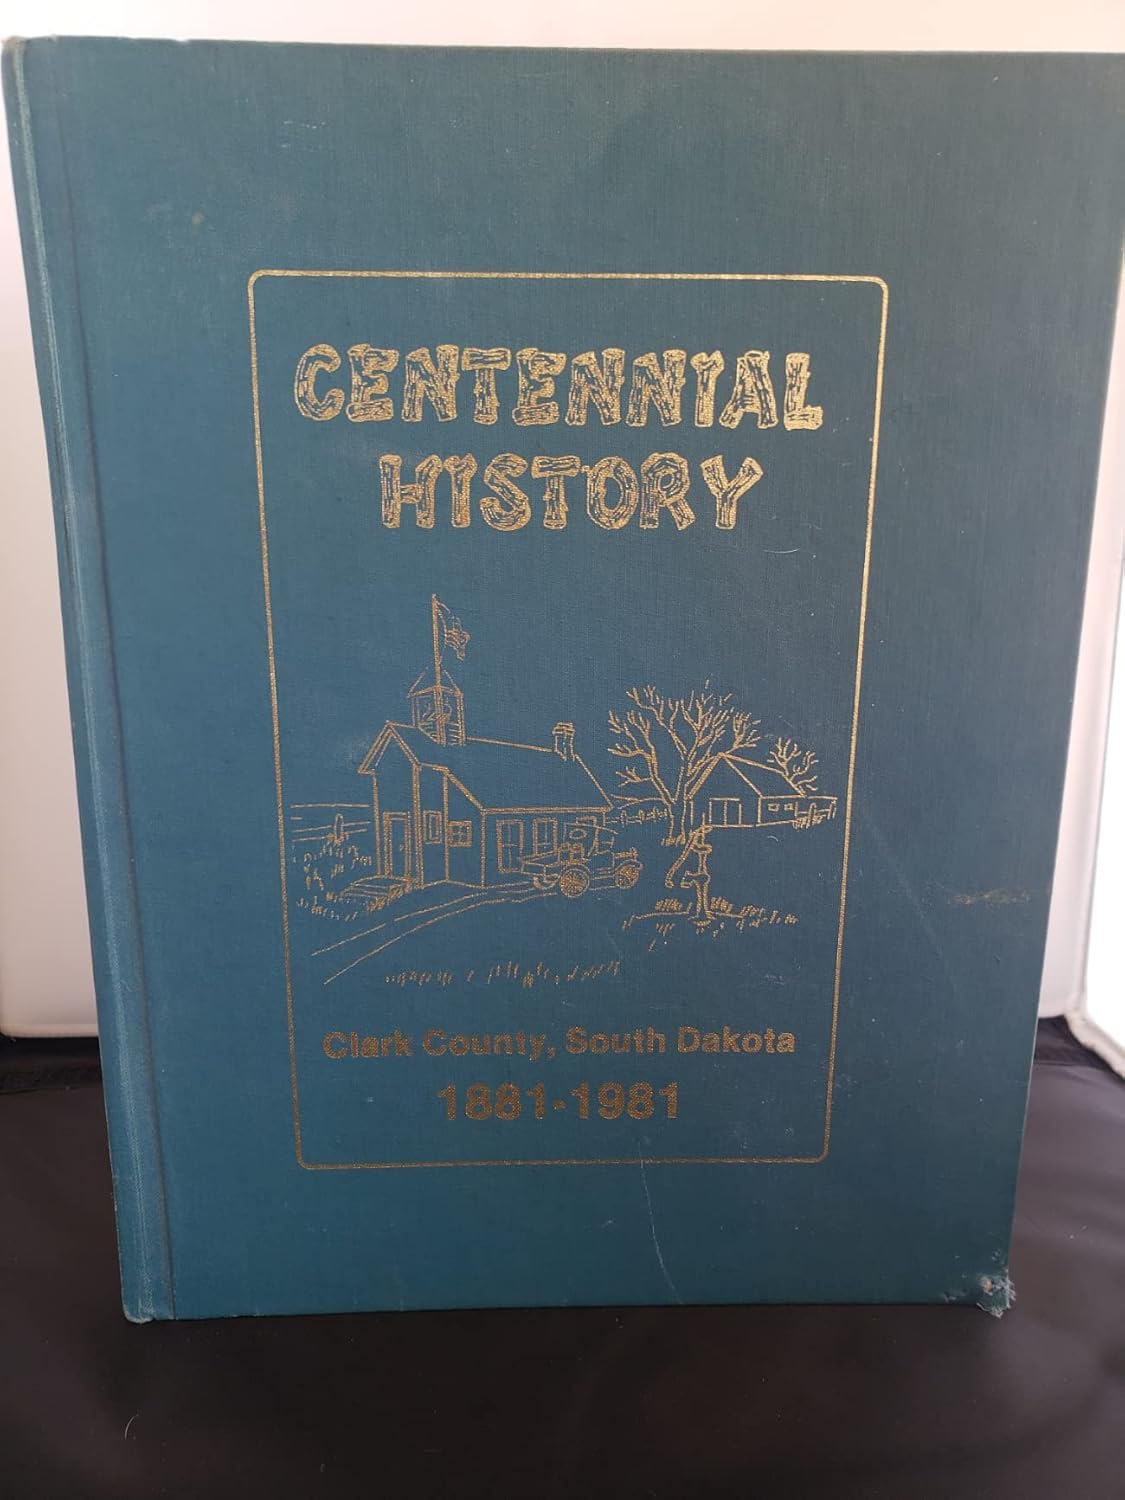 CENTENNIAL
HISTORY
Clark County, South Dakota
1881-1981